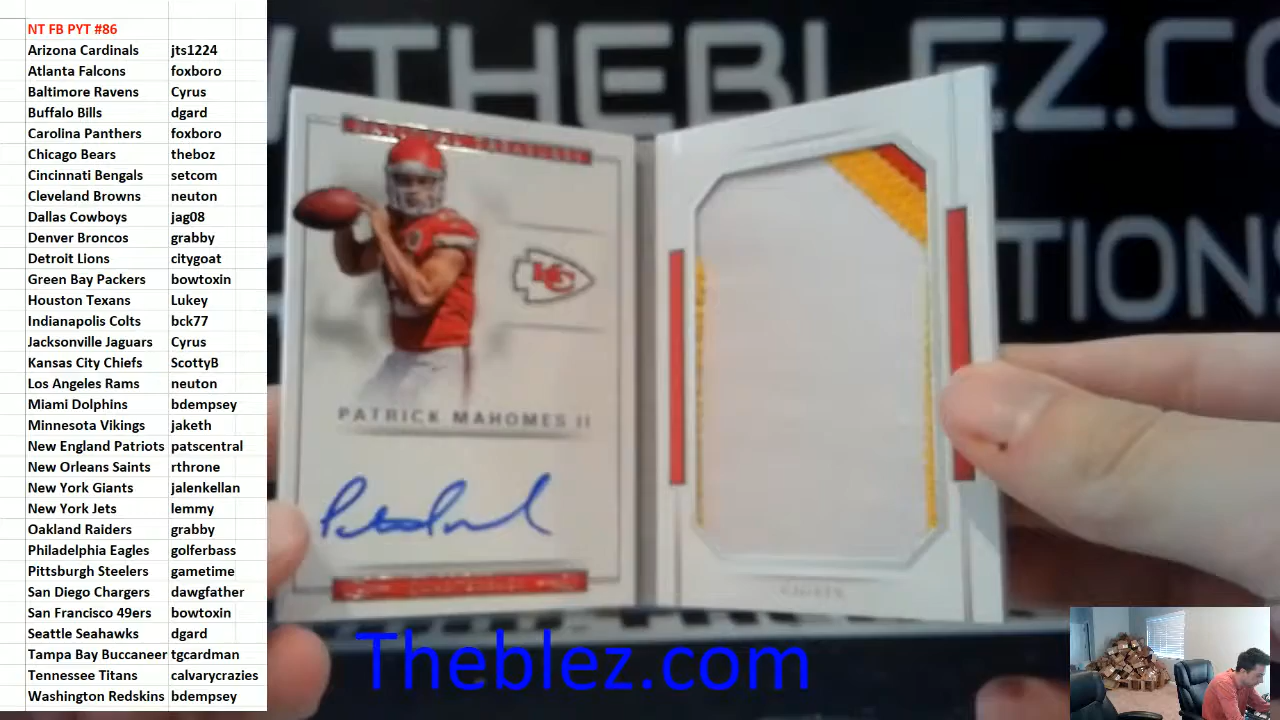 NT FB PYT #86
Arizona Cardinals jts1224
Atlanta Falcons foxboro
Baltimore Ravens Cyrus
Buffalo Bills dgard
Carolina Panthers foxboro
Chicago Bears theboz
Cincinnati Bengals setcom
Cleveland Browns neuton
Dallas Cowboys jag08
Denver Broncos grabby
Detroit Lions citygoat
Green Bay Packers bowtoxin
Houston Texans Lukey
Indianapolis Colts bck77
Jacksonville Jaguars Cyrus
Kansas City Chiefs ScottyB
Los Angeles Rams neuton
Miami Dolphins bdempsey
Minnesota Vikings jaketh
New England Patriots patscentral
New Orleans Saints rthrone
New York Giants jalenkellan
New York Jets lemmy
Oakland Raiders grabby
Philadelphia Eagles golferbass
Pittsburgh Steelers gametime
San Diego Chargers dawgfather
San Francisco 49ers bowtoxin
Seattle Seahawks dgard
Tampa Bay Buccaneer tgcardman
Tennessee Titans calvarycrazies
Washington Redskins bdempsey
W.THEBLEZ.CO
KC
PATRICK MAHOMES II
CHIEFS
Theblez.com